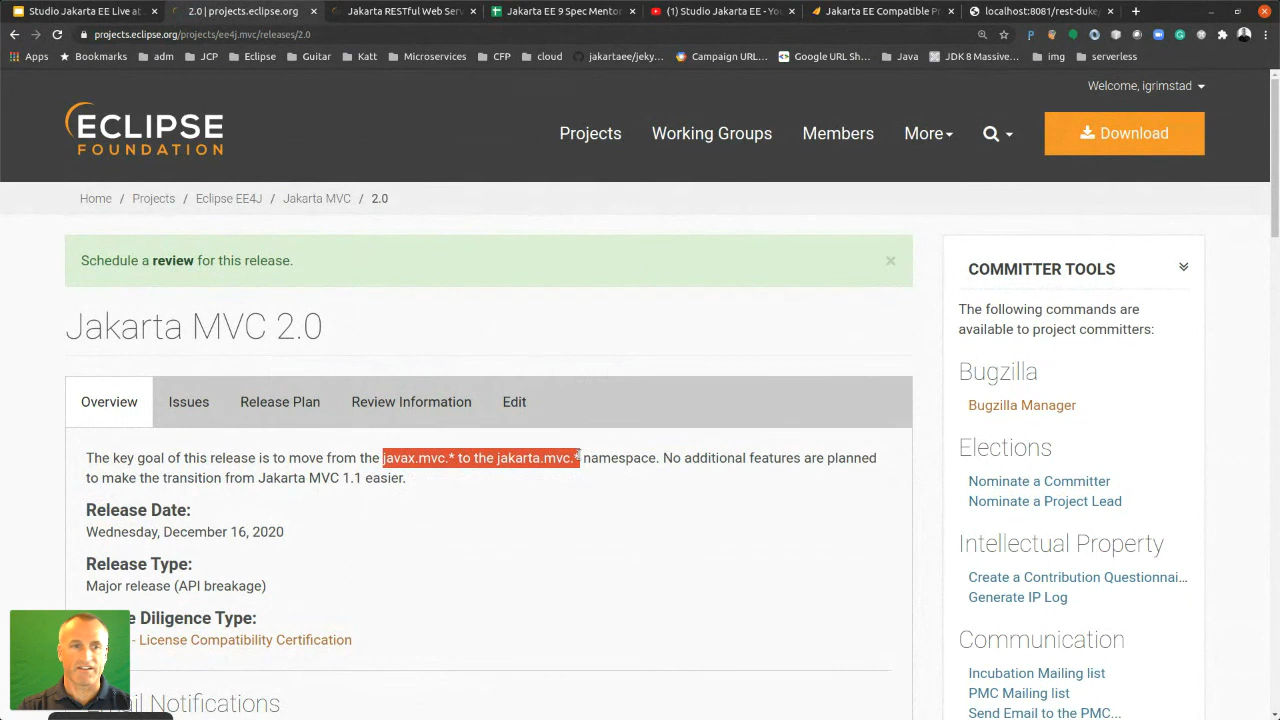 Studio Jakarta EE Live at
2.0 | projects.eclipse.org
Jakarta RESTful Web Serv
Jakarta EE 9 Spec Mentor
(1) Studio Jakarta EE - You
Jakarta EE Compatible Pr
localhost:8081/rest-duke/
projects.eclipse.org/projects/ee4j.mvc/releases/2.0
Apps
Bookmarks
adm
JCP
Eclipse
Guitar
Katt
Microservices
CFP
cloud
jakartaee/jeky...
Campaign URL...
Google URL Sh...
Java
JDK 8 Massive...
img
serverless
Welcome, igrimstad
ECLIPSE
FOUNDATION
Projects
Working Groups
Members
More
Download
Home / Projects / Eclipse EE4J / Jakarta MVC / 2.0
Schedule a review for this release.
×
Jakarta MVC 2.0
Overview
Issues
Release Plan
Review Information
Edit
The key goal of this release is to move from the javax.mvc.* to the jakarta.mvc.* namespace. No additional features are planned
to make the transition from Jakarta MVC 1.1 easier.
Release Date:
Wednesday, December 16, 2020
Release Type:
Major release (API breakage)
Diligence Type:
- License Compatibility Certification
Notifications
COMMITTER TOOLS
The following commands are
available to project committers:
Bugzilla
Bugzilla Manager
Elections
Nominate a Committer
Nominate a Project Lead
Intellectual Property
Create a Contribution Questionnai...
Generate IP Log
Communication
Incubation Mailing list
PMC Mailing list
Send Email to the PMC...